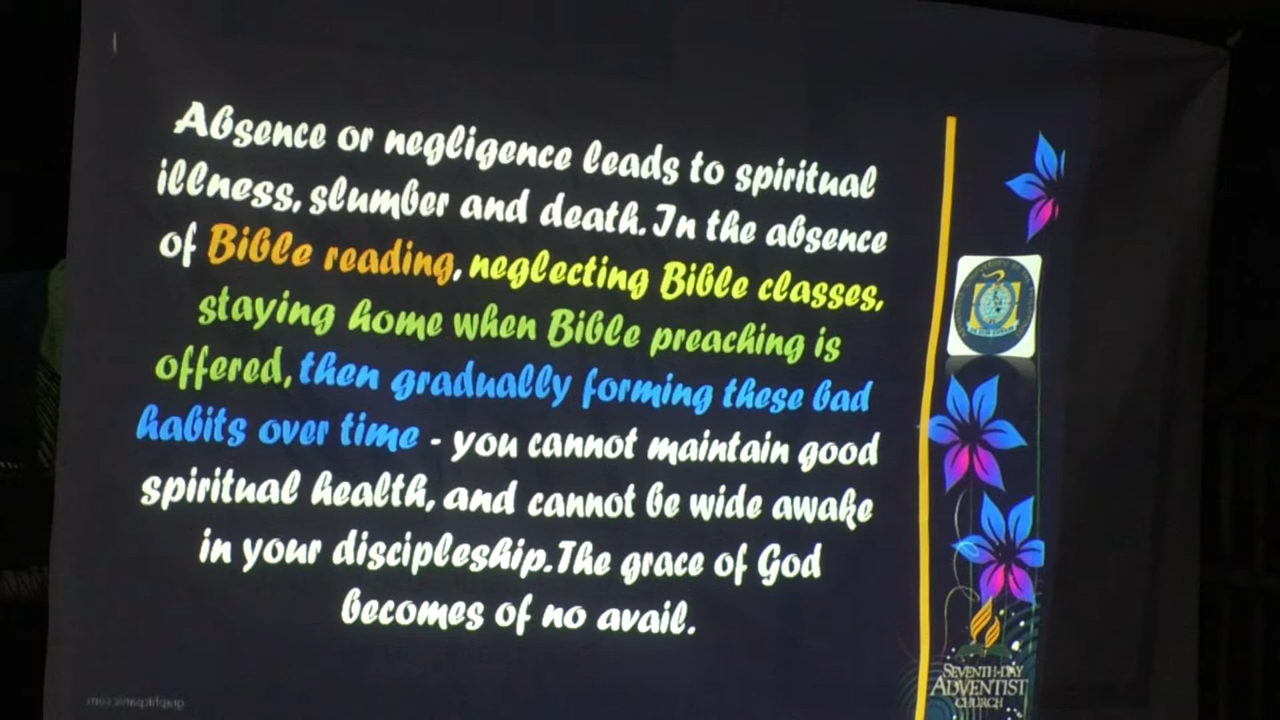 Absence or negligence leads to spiritual
illness, slumber and death. In the absence
of Bible reading, neglecting Bible classes,
staying home when Bible preaching is
offered, then gradually forming these bad
habits over time - you cannot maintain good
spiritual health, and cannot be wide awake
in your discipleship. The grace of God
becomes of no avail.
SEVENTH-DAY
ADVENTIST
CHURCH
graphicpanic.com